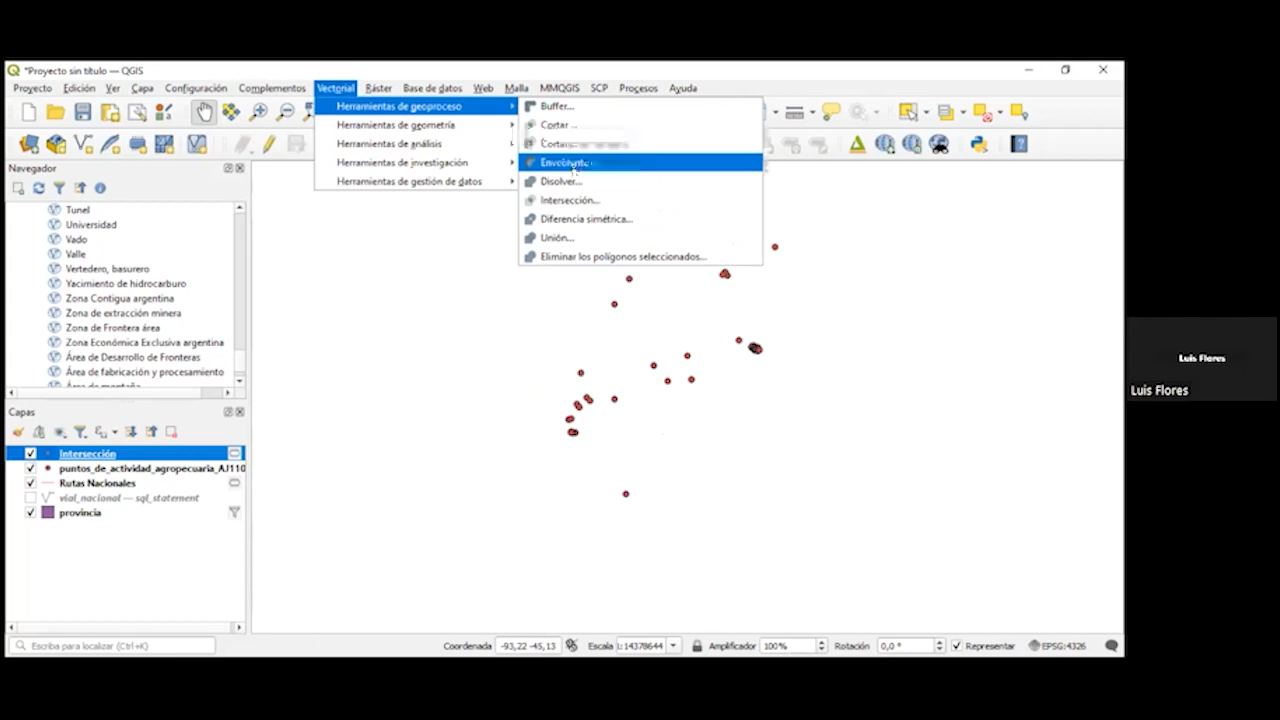 *Proyecto sin título — QGIS
Proyecto Edición Ver Capa Configuración Complementos Vectorial Ráster Base de datos Web Malla MMQGIS SCP Procesos Ayuda
Herramientas de geoproceso
Herramientas de geometría
Herramientas de análisis
Herramientas de investigación
Herramientas de gestión de datos
Buffer...
Cortar ...
Disolver...
Intersección...
Diferencia simétrica...
Unión...
Eliminar los polígonos seleccionados...
Navegador
Tunel
Universidad
Vado
Valle
Vertedero, basurero
Yacimiento de hidrocarburo
Zona Contigua argentina
Zona de extracción minera
Zona de Frontera área
Zona Económica Exclusiva argentina
Área de Desarrollo de Fronteras
Área de fabricación y procesamiento
Área de montaña
Capas
Intersección
puntos_de_actividad_agropecuaria_AJ110
Rutas Nacionales
vial_nacional — sql_statement
provincia
Luis Flores
Luis Flores
Escriba para localizar (Ctrl+K)
Coordenada -93,22 -45,13 Escala 1:14378644 Amplificador 100% Rotación 0,0 ° Representar EPSG:4326